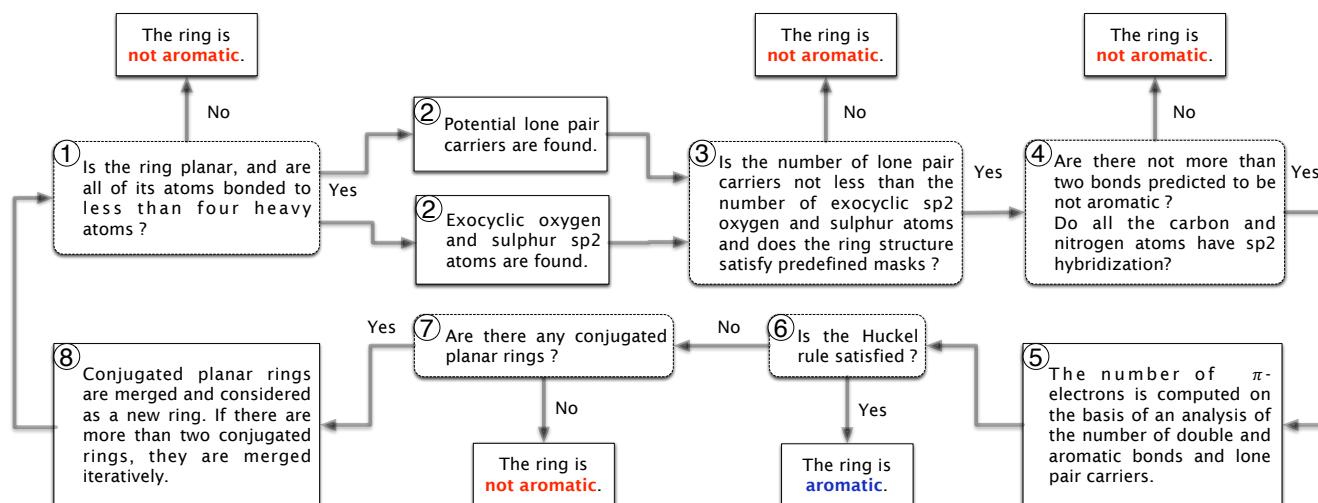 The ring is
not aromatic.
No
① Is the ring planar, and are
all of its atoms bonded to
less than four heavy
atoms ?
Yes
② Potential lone pair
carriers are found.
② Exocyclic oxygen
and sulphur sp2
atoms are found.
The ring is
not aromatic.
No
③ Is the number of lone pair
carriers not less than the
number of exocyclic sp2
oxygen and sulphur atoms
and does the ring structure
satisfy predefined masks ?
Yes
The ring is
not aromatic.
No
④ Are there not more than
two bonds predicted to be
not aromatic ?
Do all the carbon and
nitrogen atoms have sp2
hybridization?
Yes
⑤ The number of π-
electrons is computed on
the basis of an analysis of
the number of double and
aromatic bonds and lone
pair carriers.
⑥ Is the Huckel
rule satisfied ?
Yes
The ring is
aromatic.
No
⑦ Are there any conjugated
planar rings ?
No
The ring is
not aromatic.
Yes
⑧ Conjugated planar rings
are merged and considered
as a new ring. If there are
more than two conjugated
rings, they are merged
iteratively.